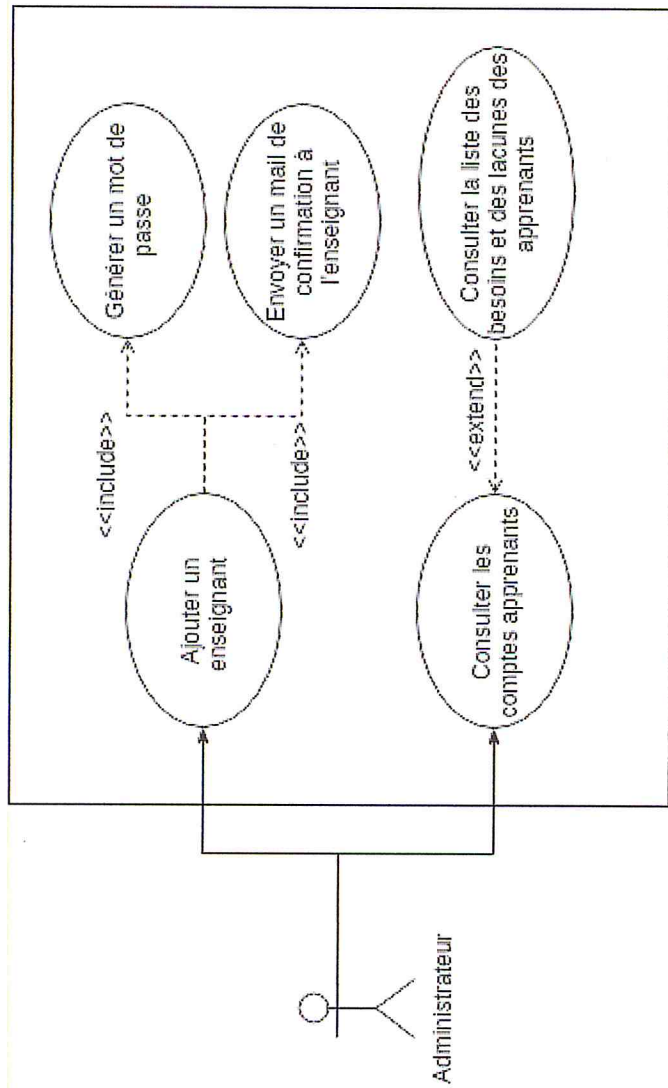 Administrateur
Ajouter un
enseignant
<<include>>
<<include>>
Générer un mot de
passe
Envoyer un mail de
confirmation à
l'enseignant
Consulter les
comptes apprenants
<<extend>>
Consulter la liste des
besoins et des lacunes des
apprenants